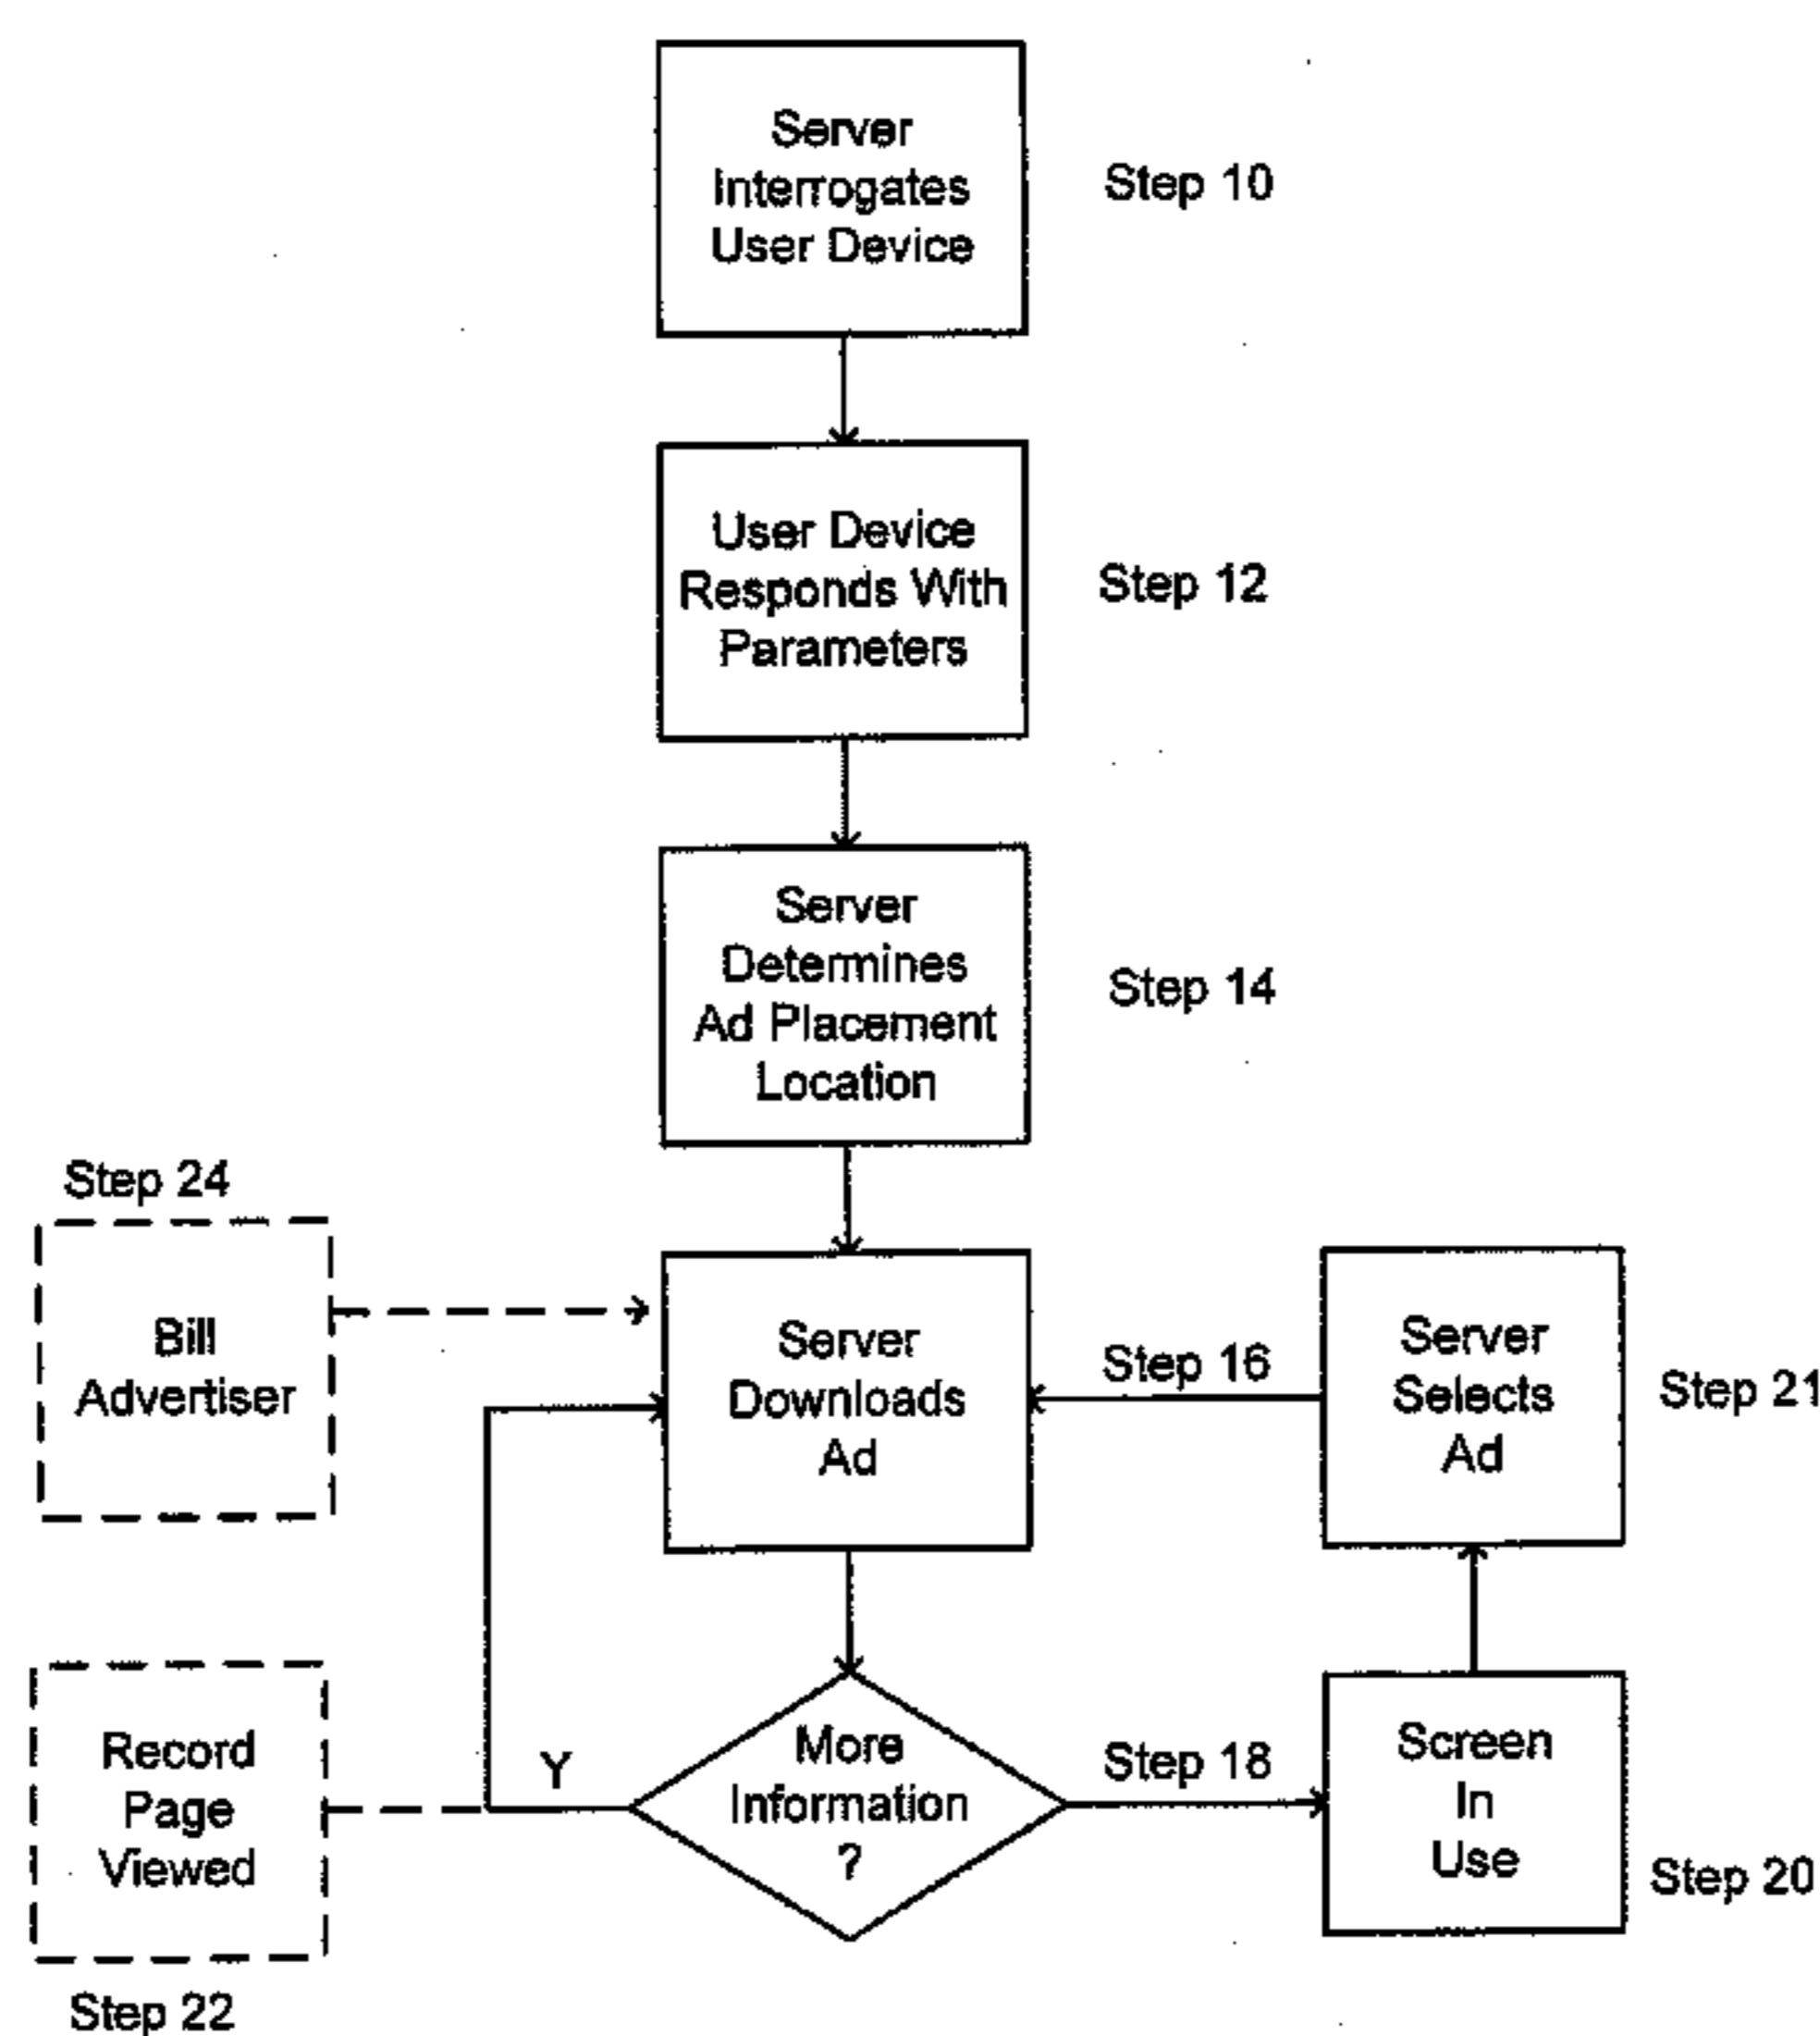 Server
Interrogates
User Device
Step 10
User Device
Responds With
Parameters
Step 12
Server
Determines
Ad Placement
Location
Step 14
Step 24
Bill
Advertiser
Server
Downloads
Ad
Step 16
Server
Selects
Ad
Step 21
Record
Page
Viewed
Step 22
Y
More
Information
?
Step 18
Screen
In
Use
Step 20